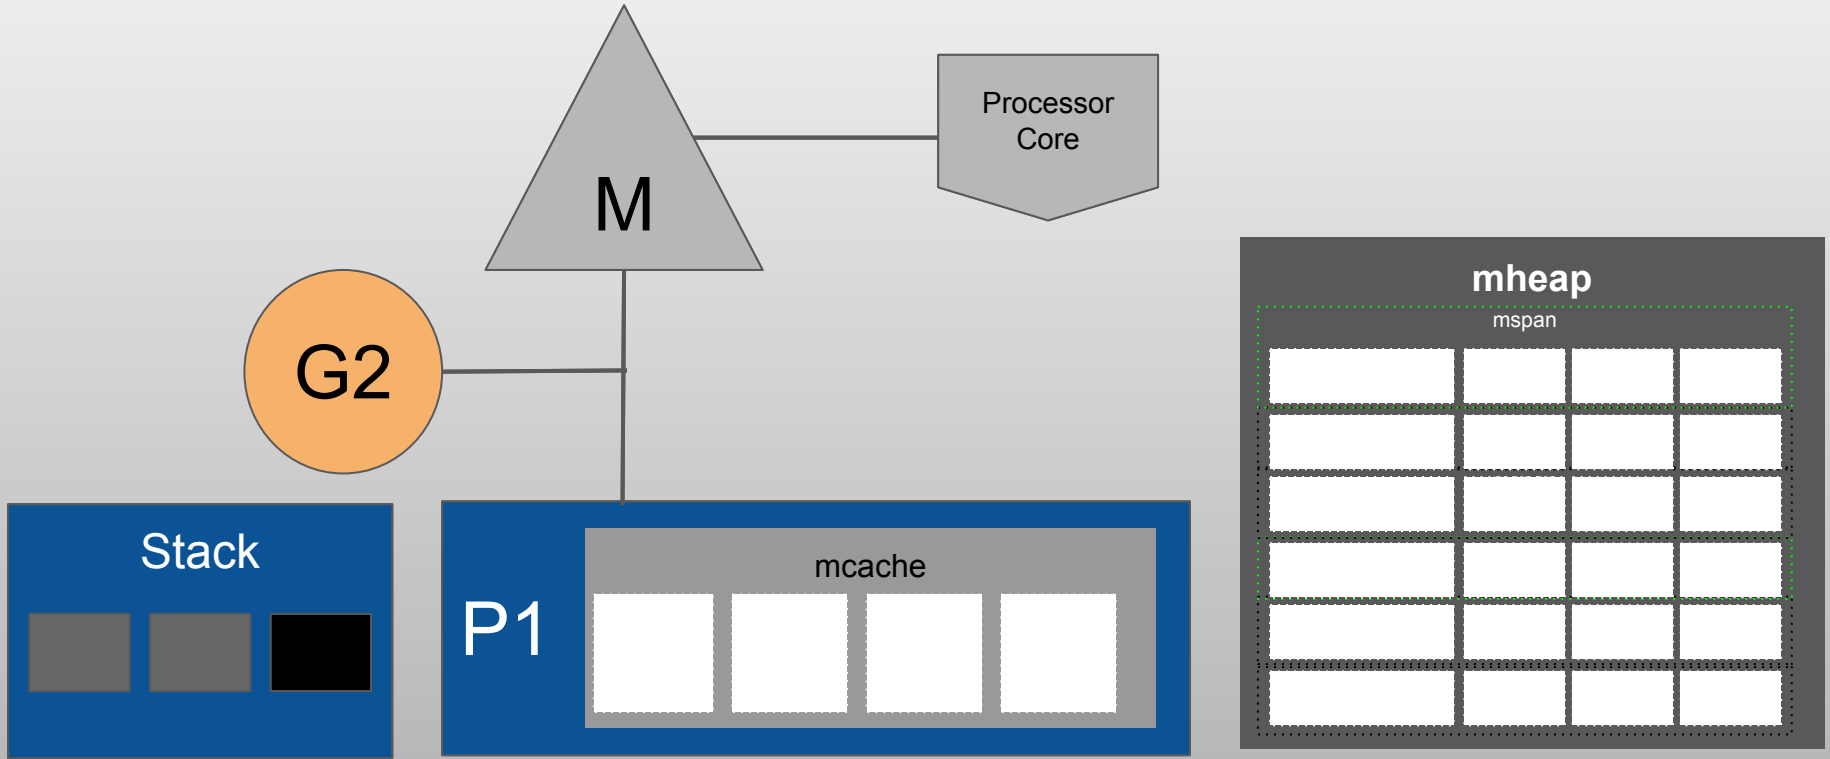 Processor
Core
M
mheap
mspan
G2
Stack
mcache
P1